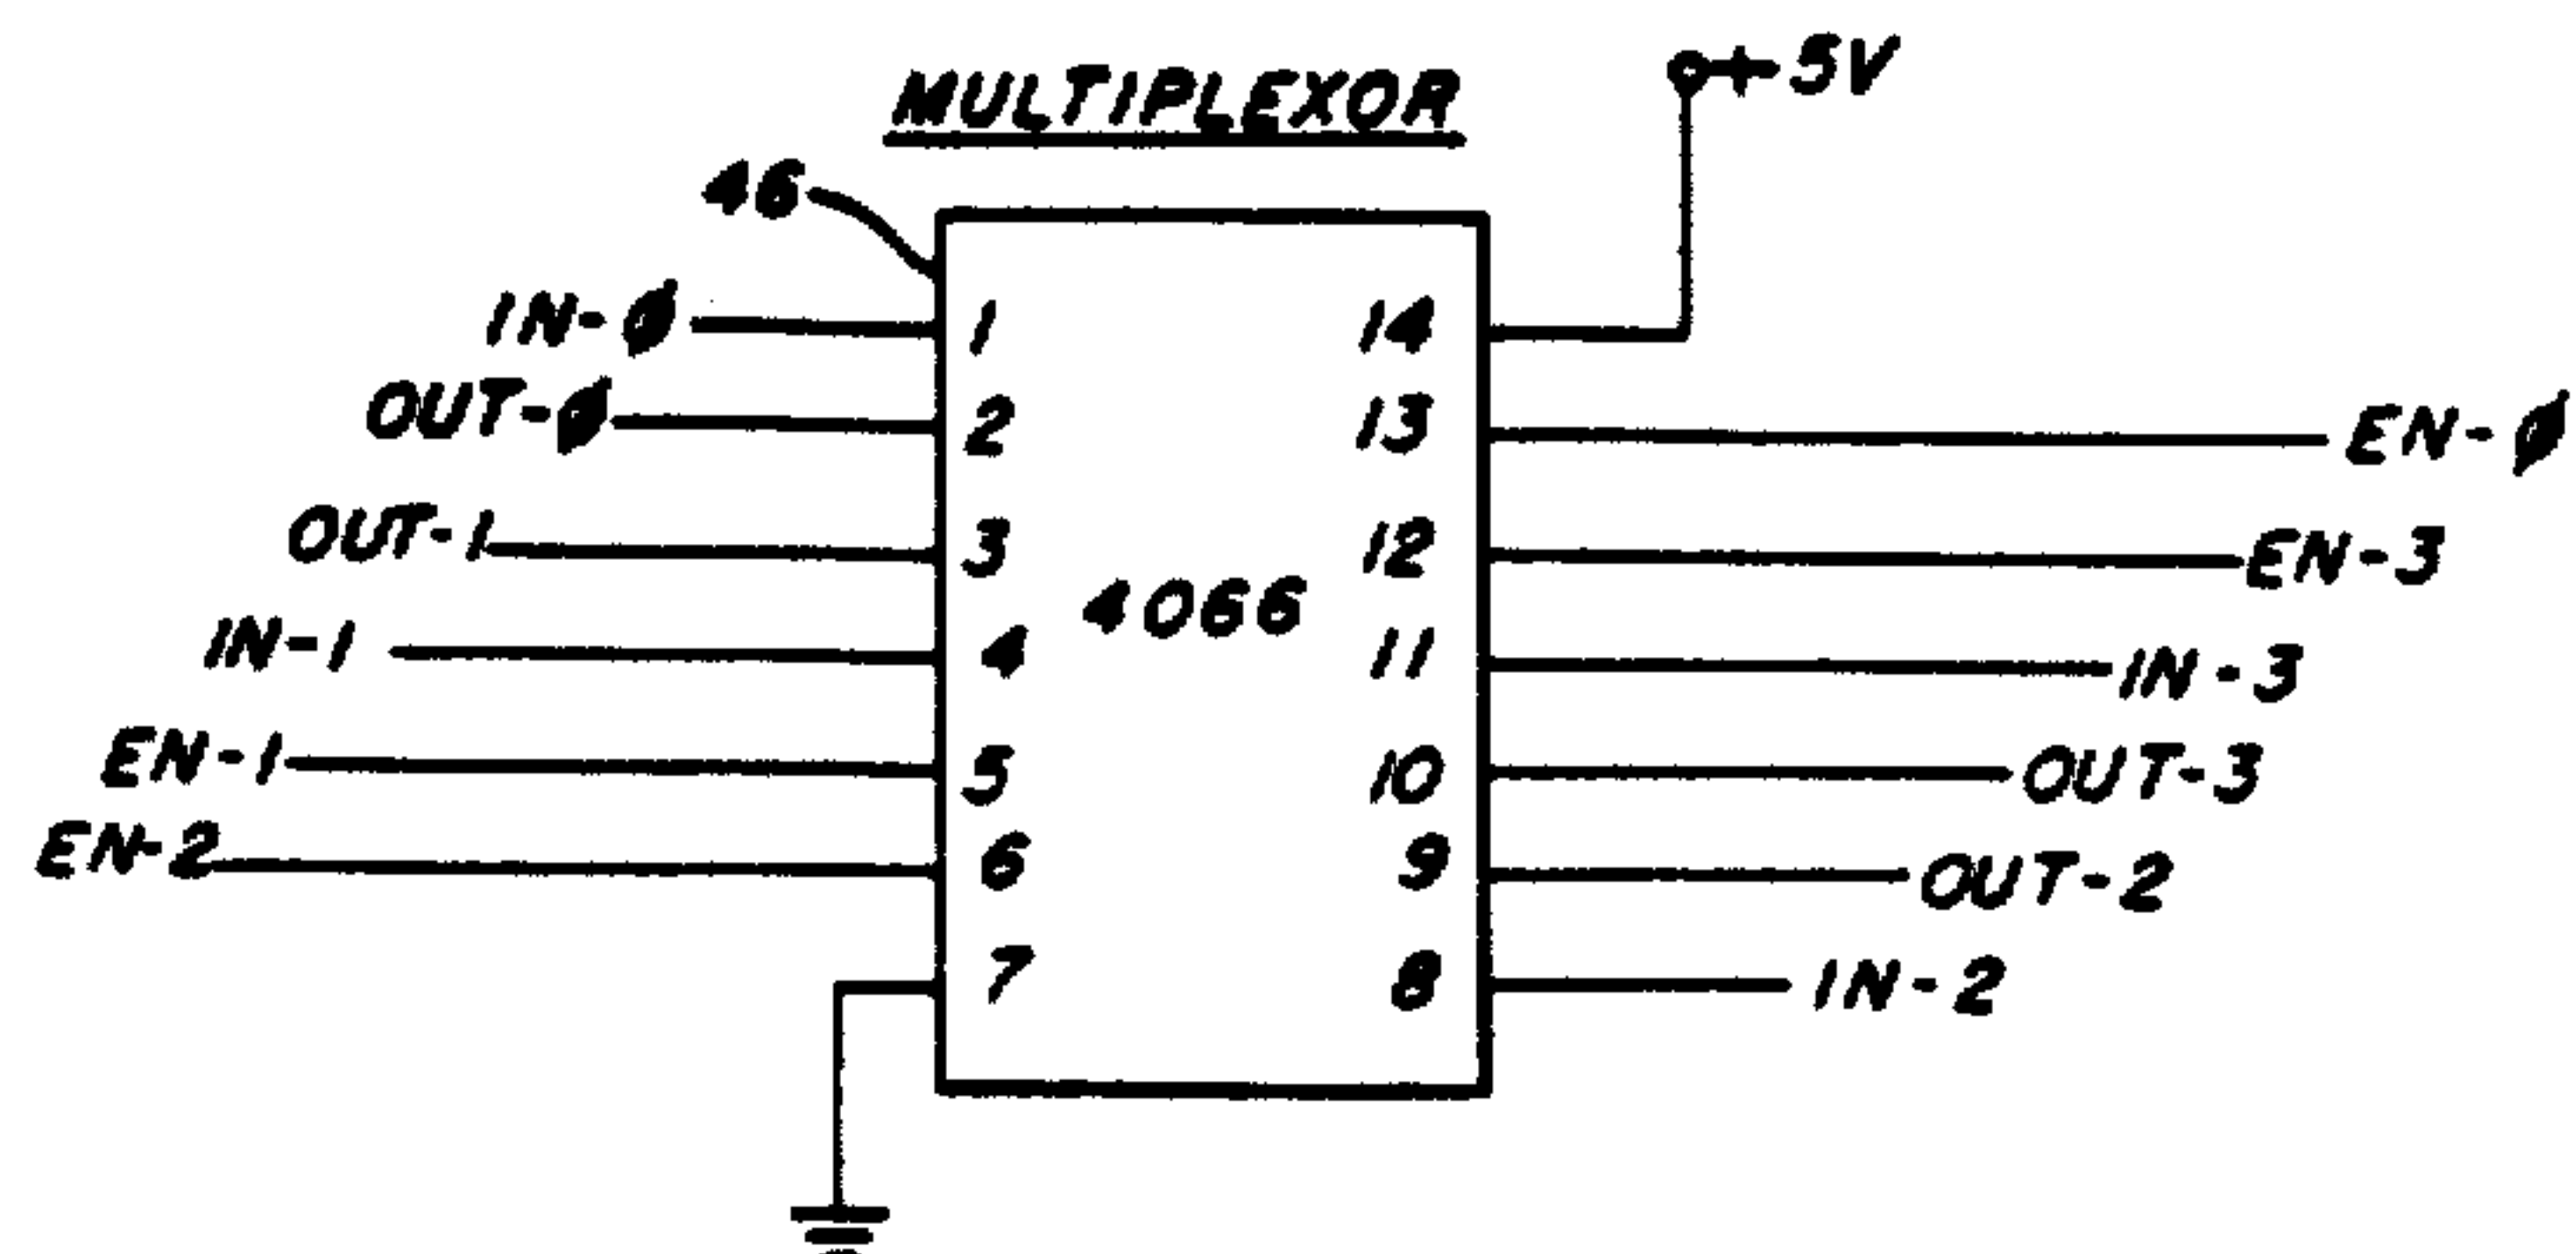 MULTIPLEXOR
+5V
46
IN-Ø 1 14
OUT-Ø 2 13 EN-Ø
OUT-1 3 12 EN-3
4066
IN-1 4 11 IN-3
EN-1 5 10 OUT-3
EN-2 6 9 OUT-2
7 8 IN-2